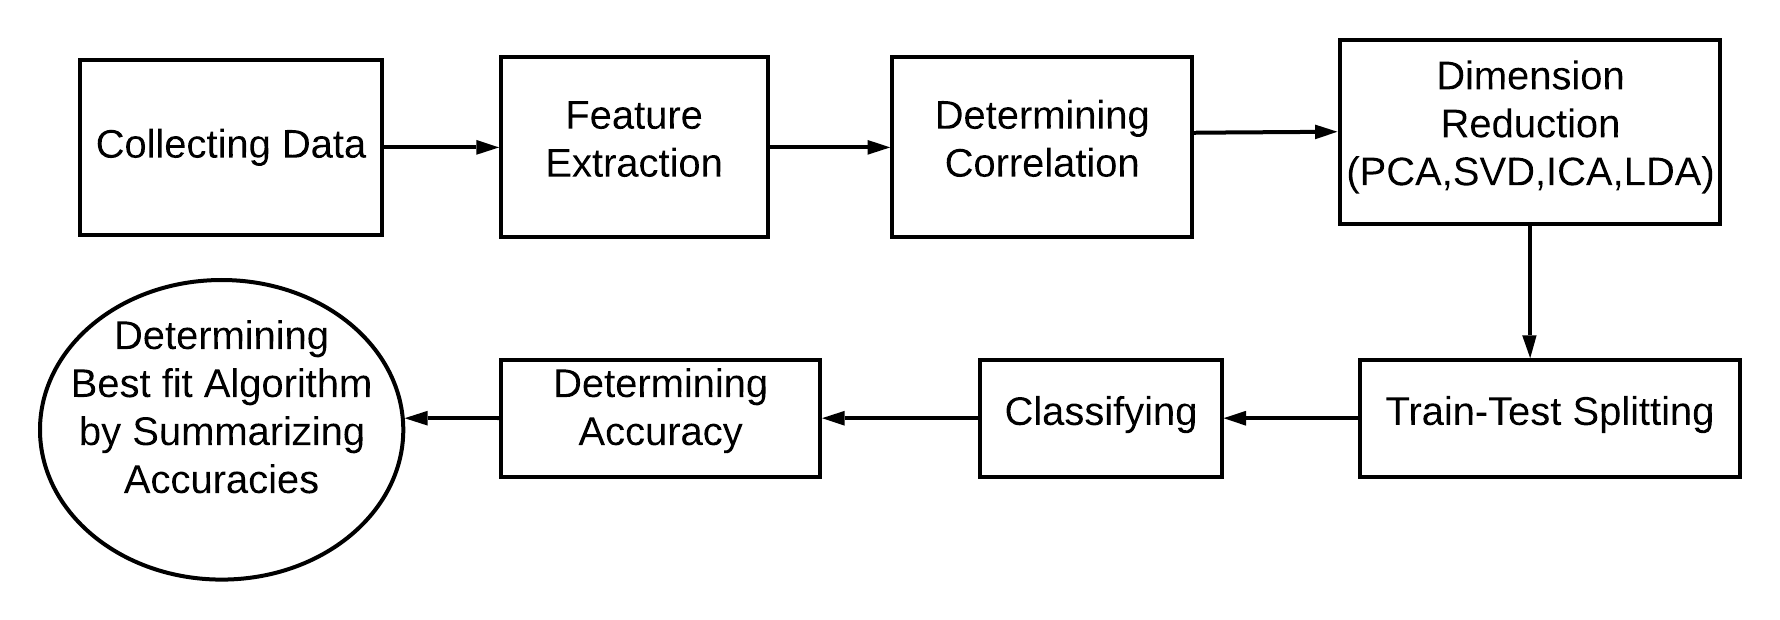 Collecting Data
Feature
Extraction
Determining
Correlation
Dimension
Reduction
(PCA,SVD,ICA,LDA)
Train-Test Splitting
Classifying
Determining
Accuracy
Determining
Best fit Algorithm
by Summarizing
Accuracies